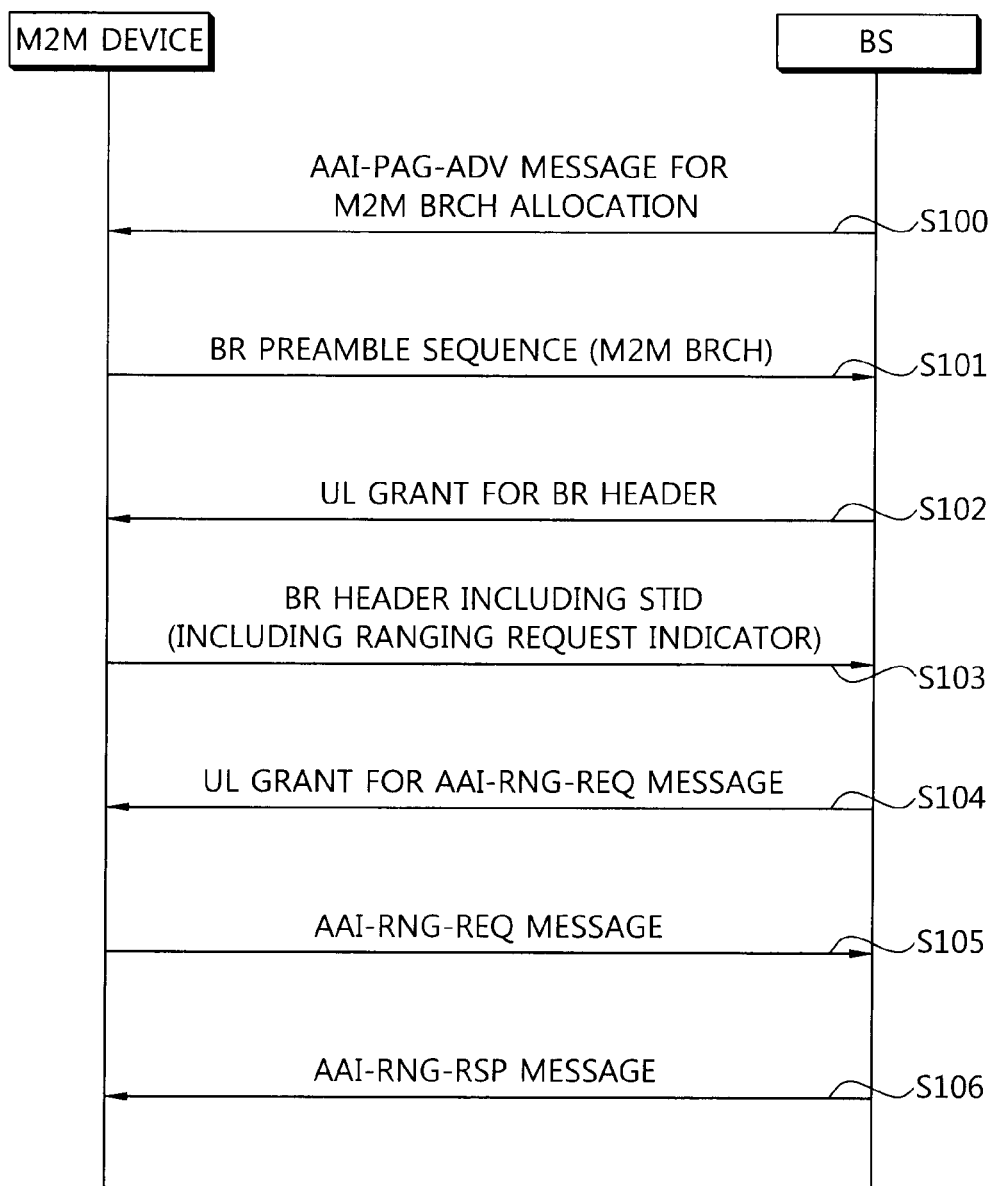 M2M DEVICE
BS
AAI-PAG-ADV MESSAGE FOR
M2M BRCH ALLOCATION
S100
BR PREAMBLE SEQUENCE (M2M BRCH)
S101
UL GRANT FOR BR HEADER
S102
BR HEADER INCLUDING STID
(INCLUDING RANGING REQUEST INDICATOR)
S103
UL GRANT FOR AAI-RNG-REQ MESSAGE
S104
AAI-RNG-REQ MESSAGE
S105
AAI-RNG-RSP MESSAGE
S106